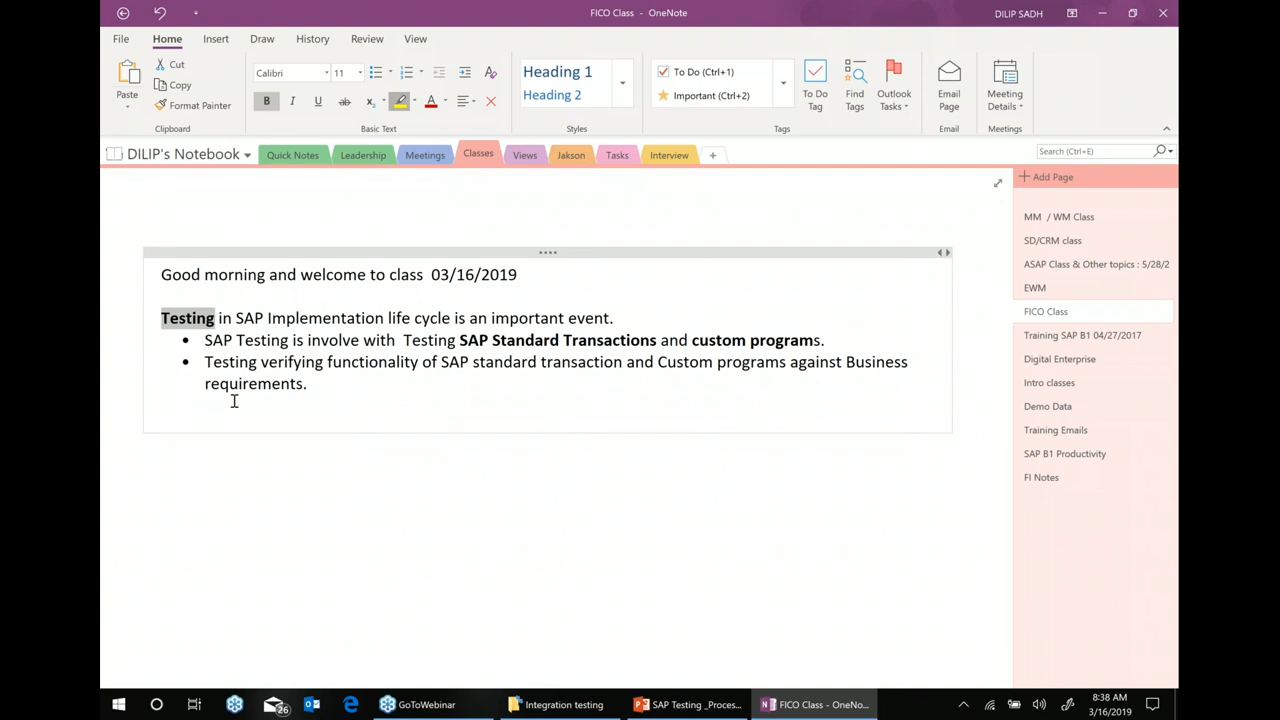 FICO Class - OneNote
DILIP SADH
File Home Insert Draw History Review View
Paste
Cut
Copy
Format Painter
Clipboard
Calibri 11
B I U ab x₂ A
Basic Text
Heading 1
Heading 2
Styles
To Do (Ctrl+1)
Important (Ctrl+2)
To Do Tag
Find Tags
Outlook Tasks
Tags
Email Page
Email
Meeting Details
Meetings
DILIP's Notebook
Quick Notes Leadership Meetings Classes Views Jakson Tasks Interview
Search (Ctrl+E)
Good morning and welcome to class 03/16/2019
Testing in SAP Implementation life cycle is an important event.
• SAP Testing is involve with Testing SAP Standard Transactions and custom programs.
• Testing verifying functionality of SAP standard transaction and Custom programs against Business
requirements.
Add Page
MM / WM Class
SD/CRM class
ASAP Class & Other topics : 5/28/2
EWM
FICO Class
Training SAP B1 04/27/2017
Digital Enterprise
Intro classes
Demo Data
Training Emails
SAP B1 Productivity
FI Notes
26
GoToWebinar
Integration testing
SAP Testing _Proces...
FICO Class - OneNo...
8:38 AM
3/16/2019